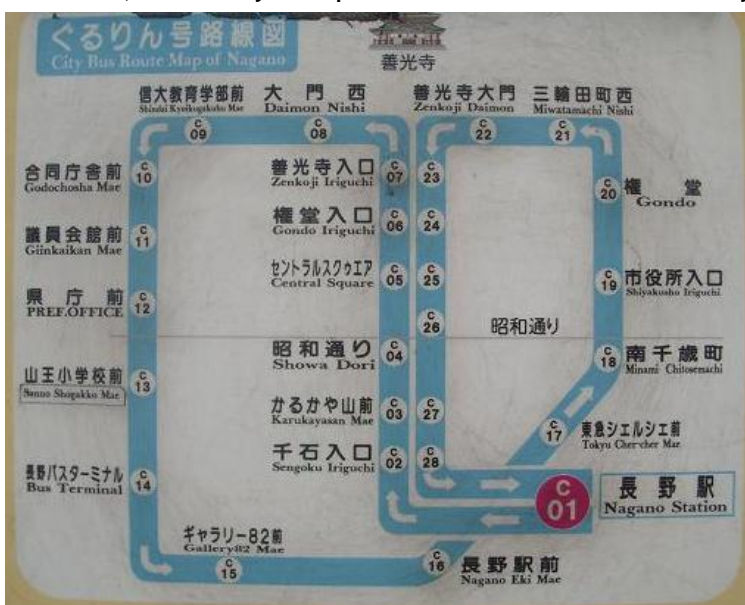 ぐるりん号路線図
City Bus Route Map of Nagano
善光寺
信大教育学部前
Shindai Kyoikugakubu Mae
大門西
Daimon Nishi
善光寺大門
Zenkoji Daimon
三輪田町西
Miwatamachi Nishi
C 09
C 08
C 22
C 21
合同庁舎前
Godochosha Mae
C 10
善光寺入口
Zenkoji Iriguchi
C 07
C 23
C 20
権堂
Gondo
議員会館前
Giinkaikan Mae
C 11
権堂入口
Gondo Iriguchi
C 06
C 24
セントラルスクゥエア
Central Square
C 05
C 25
C 19
市役所入口
Shiyakusho Iriguchi
県庁前
PREF.OFFICE
C 12
C 26
昭和通り
昭和通り
Showa Dori
C 04
C 18
南千歳町
Minami Chitosemachi
山王小学校前
Sanno Shogakko Mae
C 13
かるかや山前
Karukayasan Mae
C 03
C 27
C 17
東急シェルシェ前
Tokyu Cher-cher Mae
千石入口
Sengoku Iriguchi
C 02
C 28
長野バスターミナル
Bus Terminal
C 14
C 01
長野駅
Nagano Station
ギャラリー82前
Gallery82 Mae
C 15
C 16
長野駅前
Nagano Eki Mae